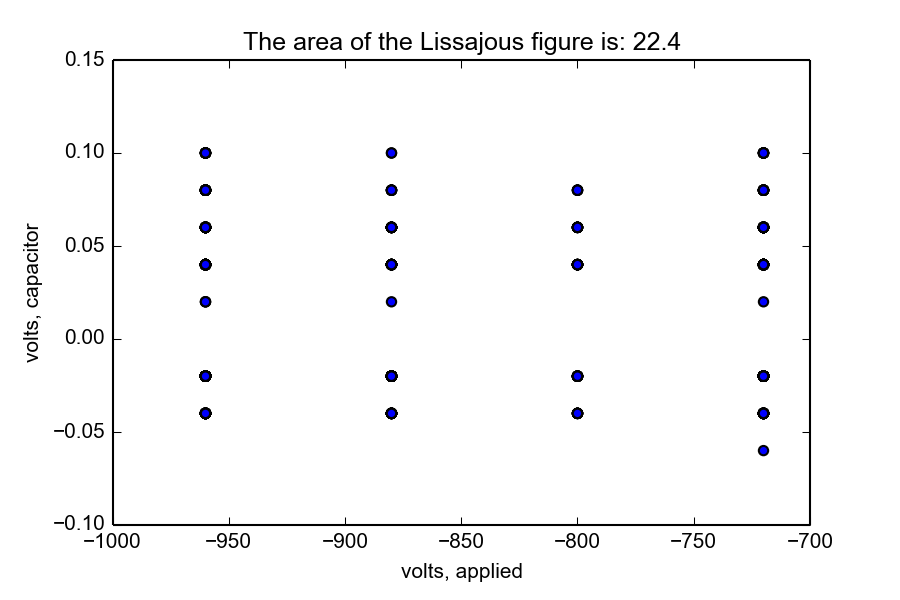 The area of the Lissajous figure is: 22.4
0.15
0.10
0.05
0.00
−0.05
−0.10
volts, capacitor
−1000 −950 −900 −850 −800 −750 −700
volts, applied